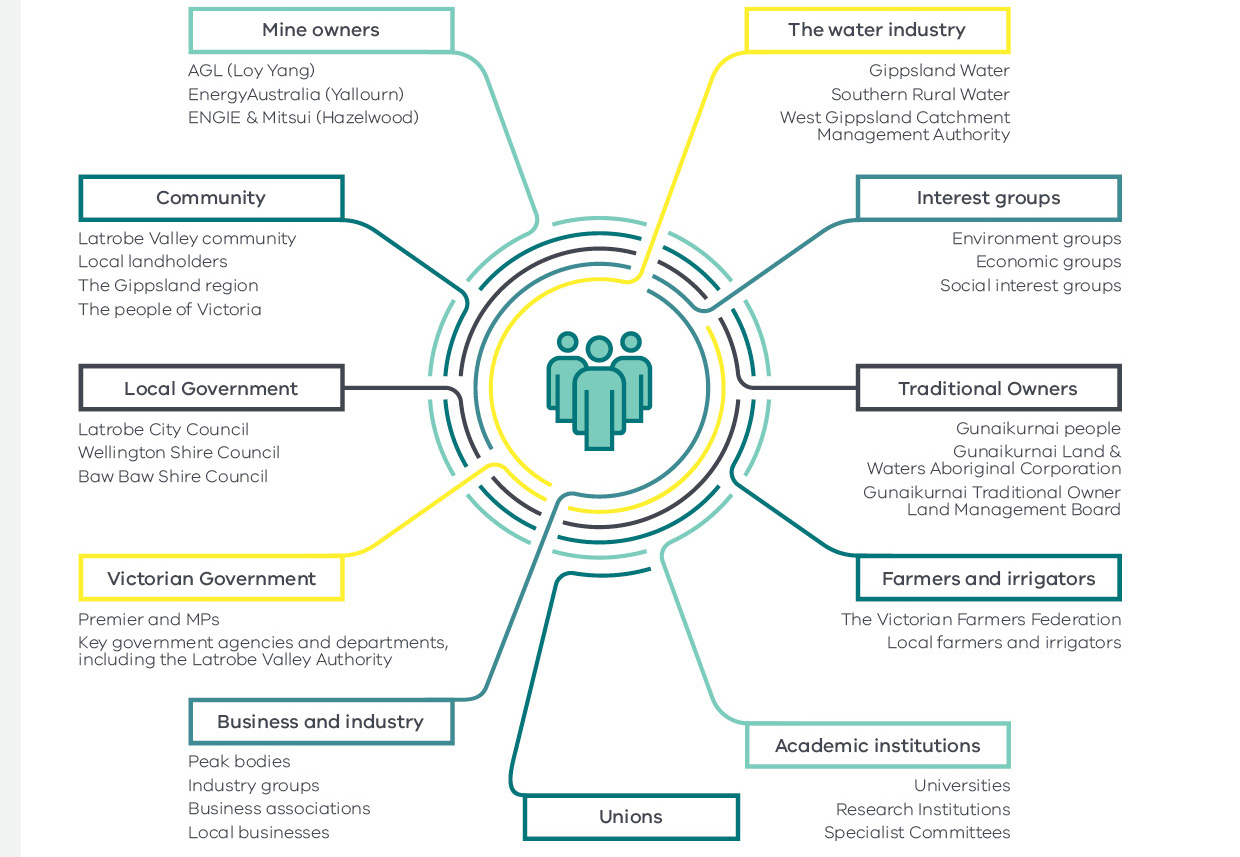 Mine owners
AGL (Loy Yang)
EnergyAustralia (Yallourn)
ENGIE & Mitsui (Hazelwood)
The water industry
Gippsland Water
Southern Rural Water
West Gippsland Catchment
Management Authority
Community
Latrobe Valley community
Local landholders
The Gippsland region
The people of Victoria
Interest groups
Environment groups
Economic groups
Social interest groups
Local Government
Latrobe City Council
Wellington Shire Council
Baw Baw Shire Council
Traditional Owners
Gunaikurnai people
Gunaikurnai Land &
Waters Aboriginal Corporation
Gunaikurnai Traditional Owner
Land Management Board
Victorian Government
Premier and MPs
Key government agencies and departments,
including the Latrobe Valley Authority
Farmers and irrigators
The Victorian Farmers Federation
Local farmers and irrigators
Business and industry
Peak bodies
Industry groups
Business associations
Local businesses
Unions
Academic institutions
Universities
Research Institutions
Specialist Committees